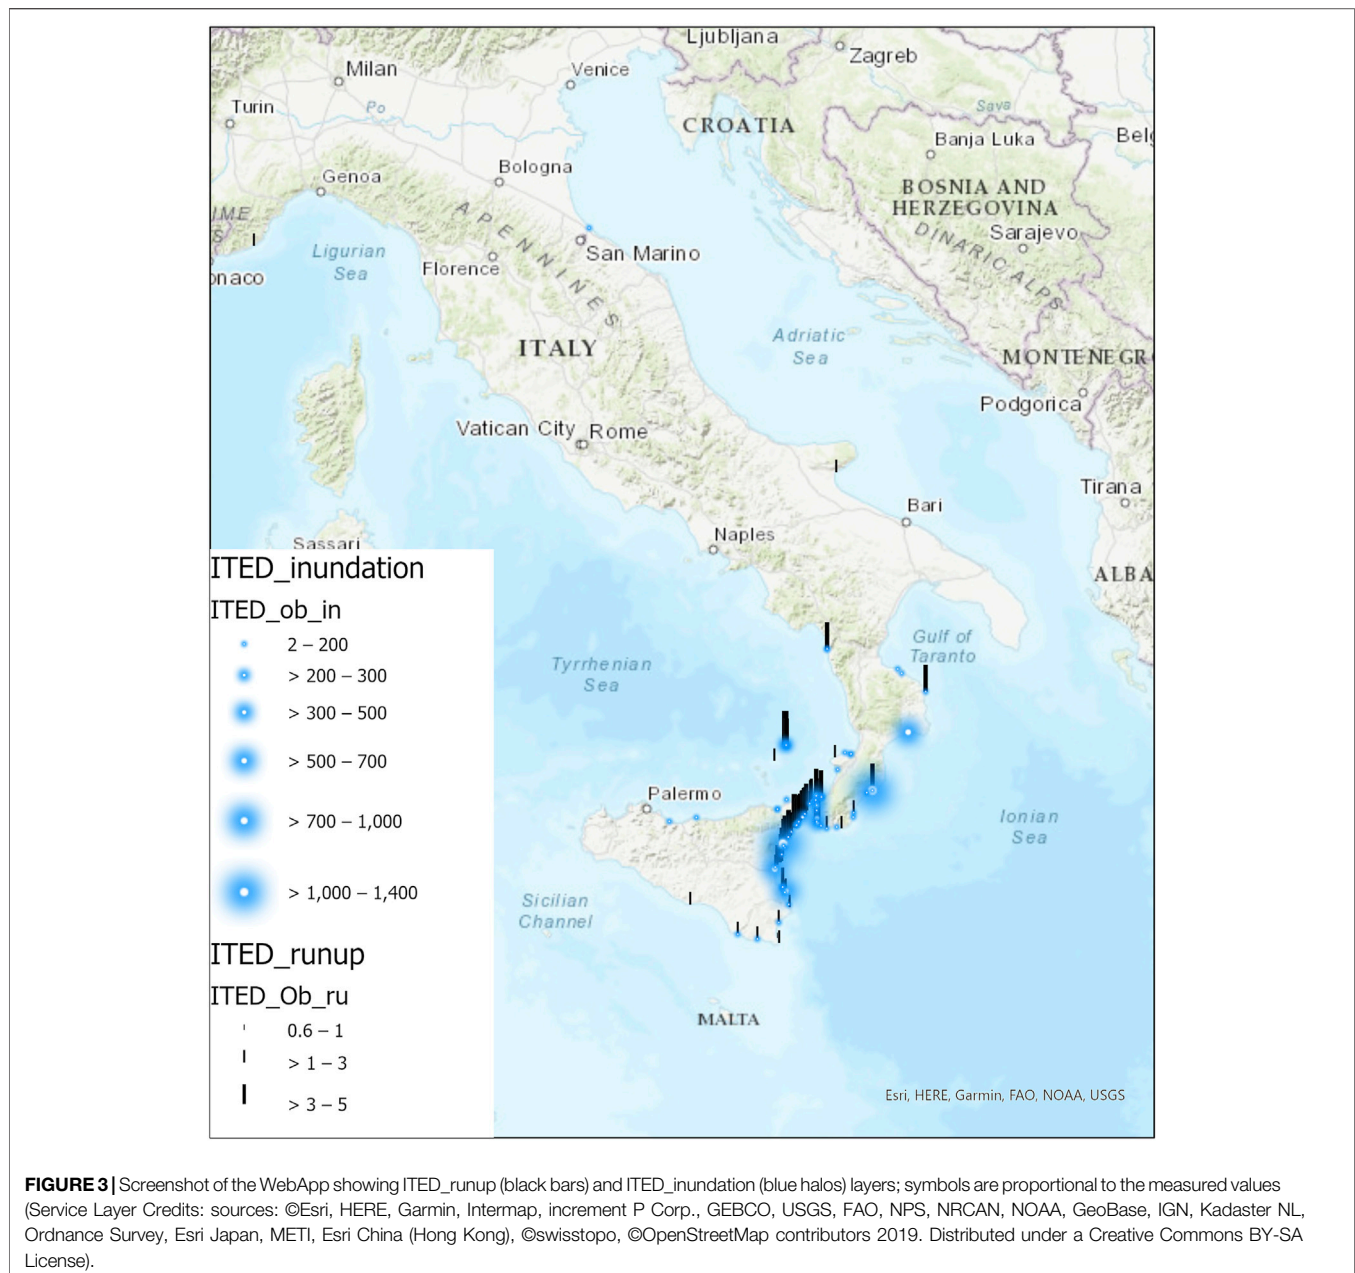 Ljubljana
Zagreb
Milan
Venice
Turin
Po
Sava
CROATIA
Banja Luka
Belg
Bologna
Genoa
BOSNIA AND
HERZEGOVINA
IME
S
APENNINES
Sarajevo
DINARIC ALPS
Ligurian
Sea
San Marino
Florence
onaco
Adriatic
Sea
ITALY
MONTENEGR
Podgorica
Vatican City
Rome
Tirana
Bari
Naples
Sassari
ALBA
ITED_inundation
ITED_ob_in
2 – 200
> 200 – 300
> 300 – 500
> 500 – 700
> 700 – 1,000
> 1,000 – 1,400
ITED_runup
ITED_Ob_ru
0.6 – 1
> 1 – 3
> 3 – 5
Gulf of
Taranto
Tyrrhenian
Sea
Palermo
Ionian
Sea
Sicilian
Channel
MALTA
Esri, HERE, Garmin, FAO, NOAA, USGS
FIGURE 3 | Screenshot of the WebApp showing ITED_runup (black bars) and ITED_inundation (blue halos) layers; symbols are proportional to the measured values
(Service Layer Credits: sources: ©Esri, HERE, Garmin, Intermap, increment P Corp., GEBCO, USGS, FAO, NPS, NRCAN, NOAA, GeoBase, IGN, Kadaster NL,
Ordnance Survey, Esri Japan, METI, Esri China (Hong Kong), ©swisstopo, ©OpenStreetMap contributors 2019. Distributed under a Creative Commons BY-SA
License).